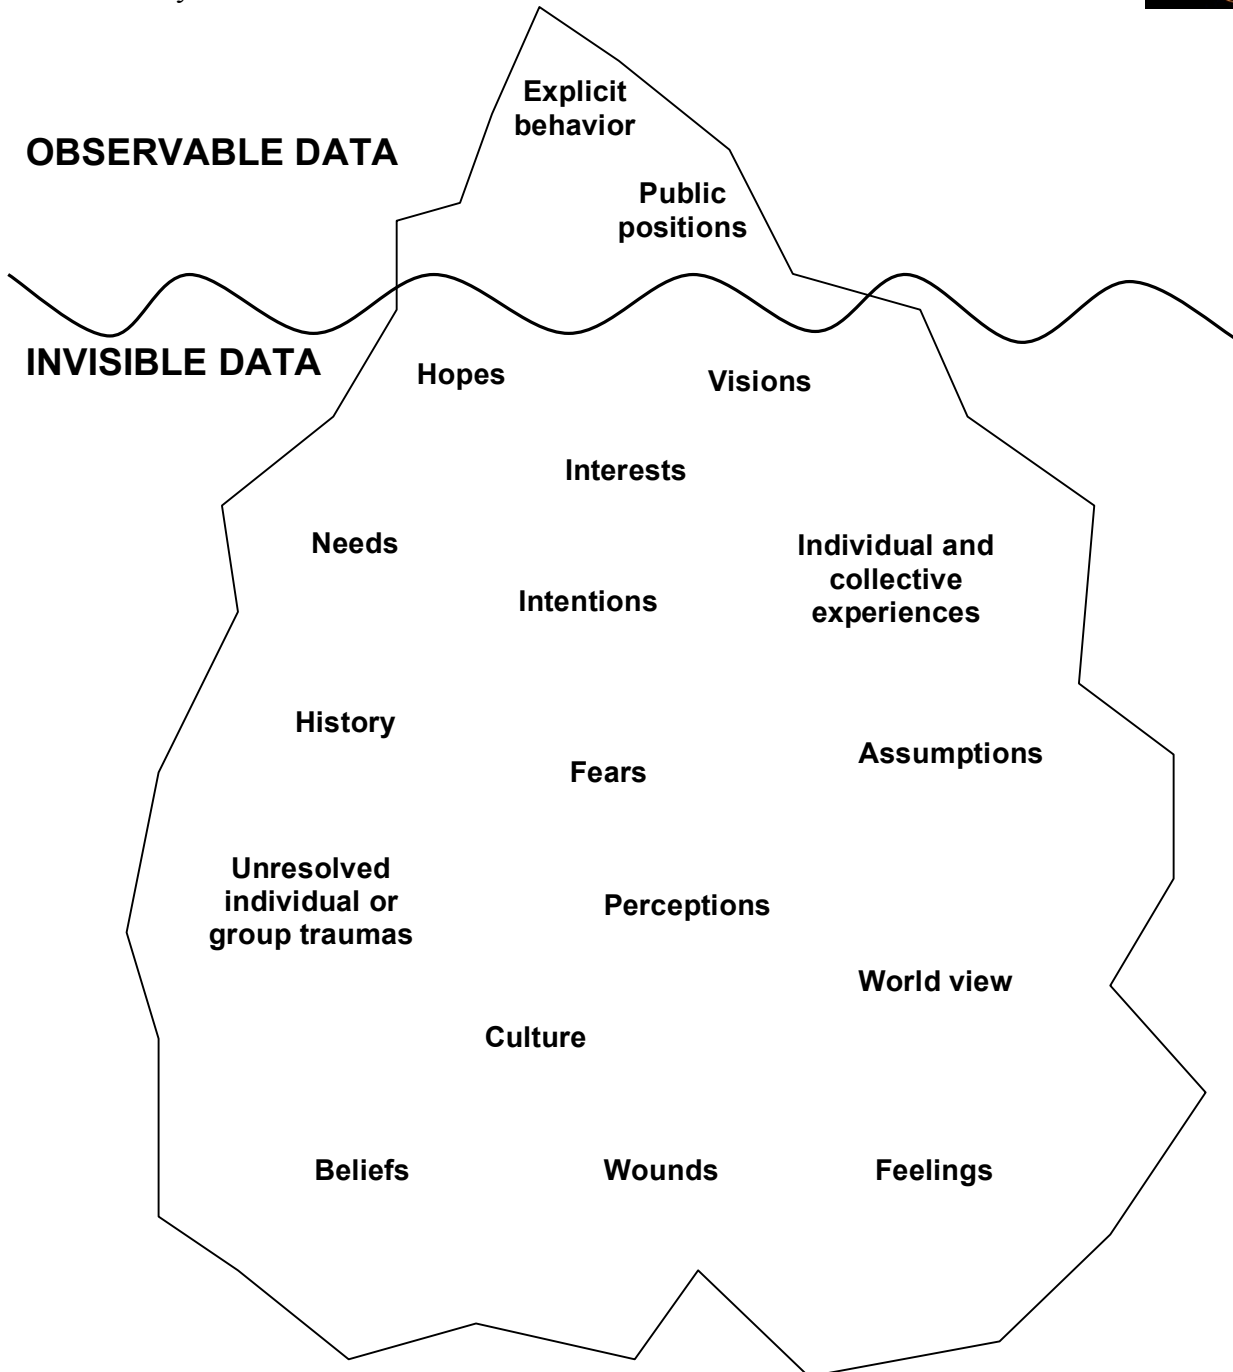 Explicit
behavior
OBSERVABLE DATA
Public
positions
INVISIBLE DATA
Hopes
Visions
Interests
Needs
Individual and
collective
experiences
Intentions
History
Assumptions
Fears
Unresolved
individual or
group traumas
Perceptions
World view
Culture
Beliefs
Wounds
Feelings